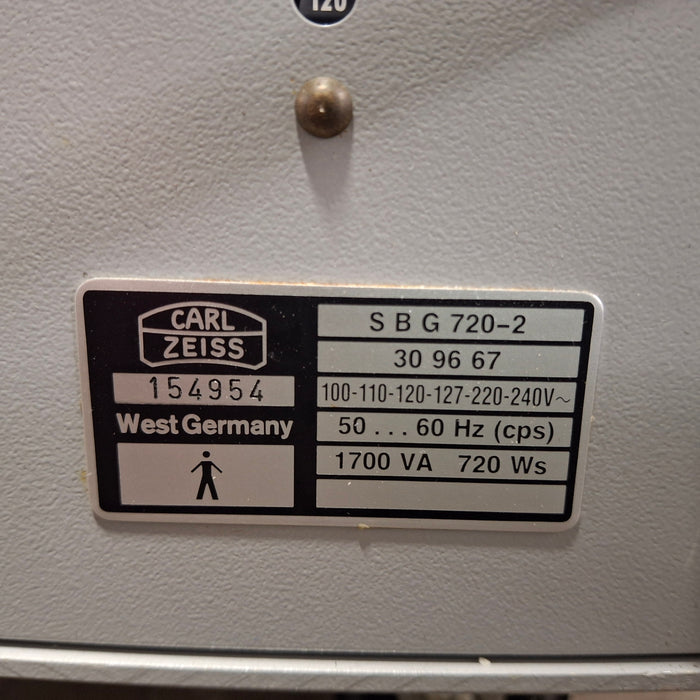 120
CARL
ZEISS
154954
West Germany
S B G 720-2
30 96 67
100-110-120-127-220-240V~
50 . . . 60 Hz (cps)
1700 VA 720 Ws